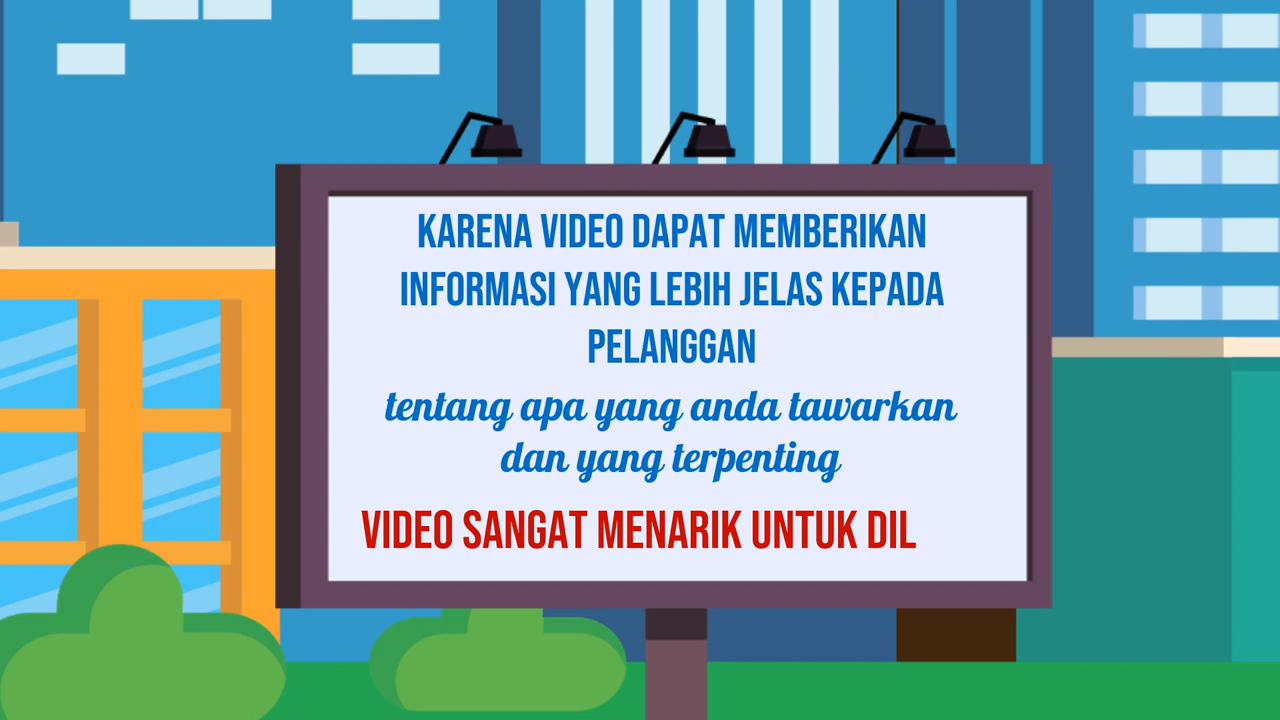 KARENA VIDEO DAPAT MEMBERIKAN
INFORMASI YANG LEBIH JELAS KEPADA
PELANGGAN
tentang apa yang anda tawarkan
dan yang terpenting
VIDEO SANGAT MENARIK UNTUK DIL